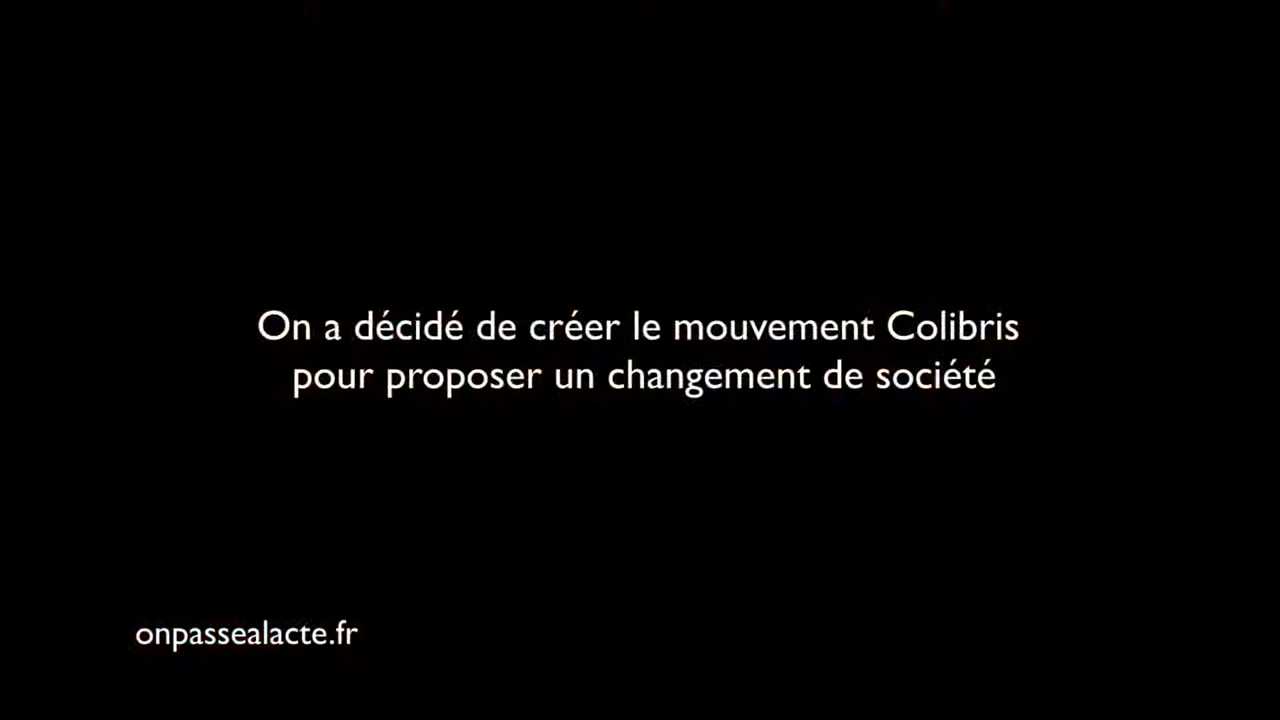 On a décidé de créer le mouvement Colibris
pour proposer un changement de société
onpassealacte.fr